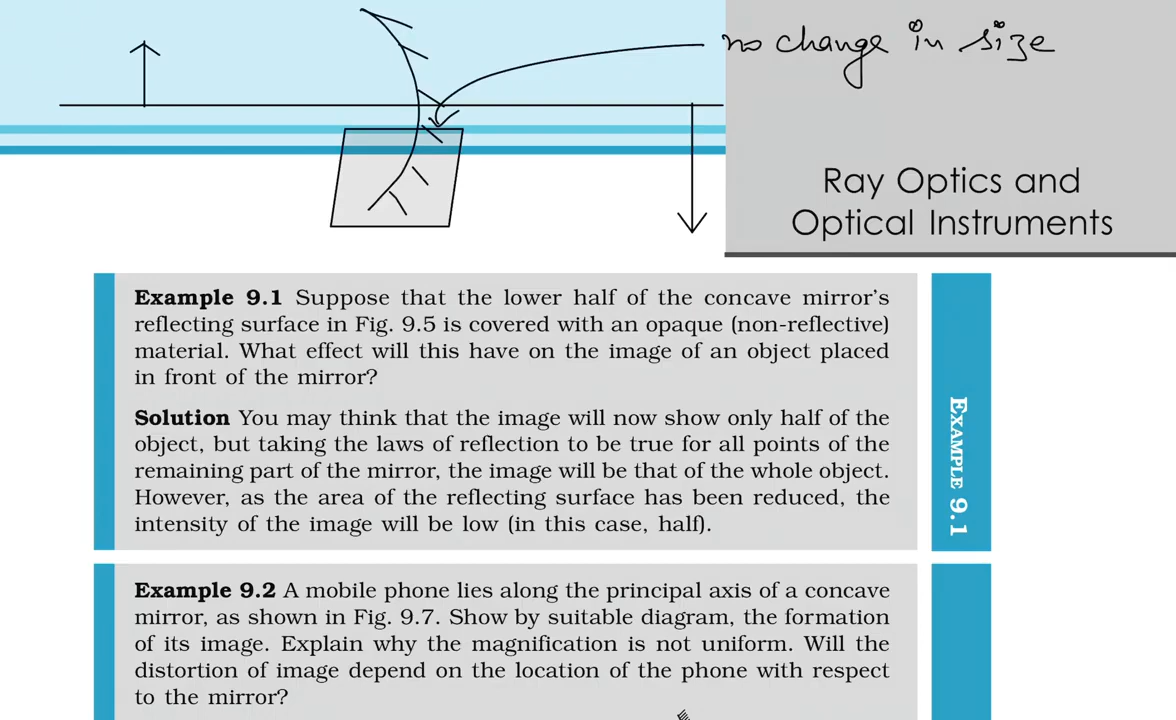 no change in size
Ray Optics and
Optical Instruments
Example 9.1 Suppose that the lower half of the concave mirror's
reflecting surface in Fig. 9.5 is covered with an opaque (non-reflective)
material. What effect will this have on the image of an object placed
in front of the mirror?
Solution You may think that the image will now show only half of the
object, but taking the laws of reflection to be true for all points of the
remaining part of the mirror, the image will be that of the whole object.
However, as the area of the reflecting surface has been reduced, the
intensity of the image will be low (in this case, half).
EXAMPLE 9.1
Example 9.2 A mobile phone lies along the principal axis of a concave
mirror, as shown in Fig. 9.7. Show by suitable diagram, the formation
of its image. Explain why the magnification is not uniform. Will the
distortion of image depend on the location of the phone with respect
to the mirror?